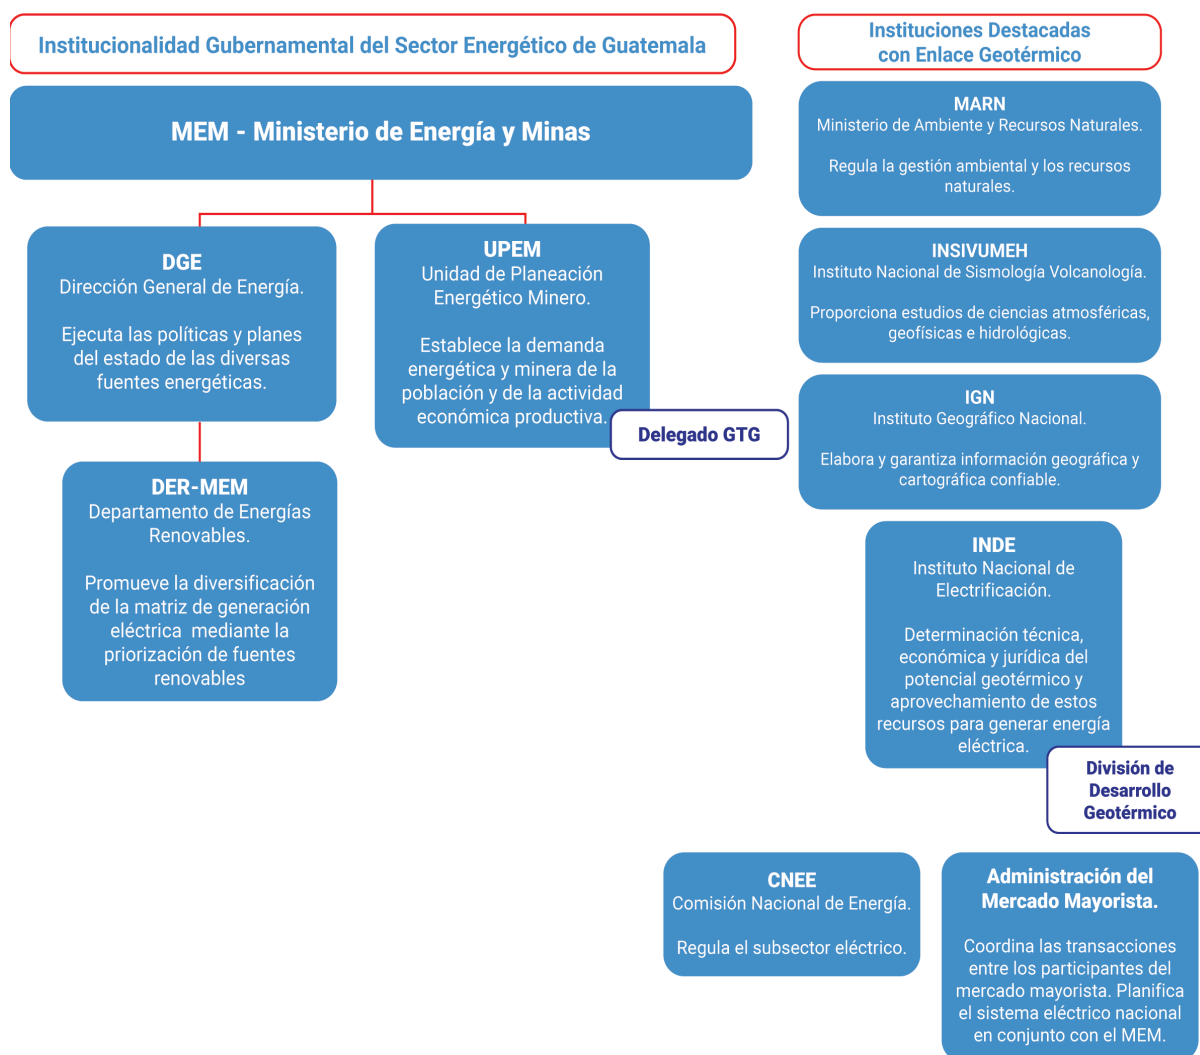 Institucionalidad Gubernamental del Sector Energético de Guatemala
MEM - Ministerio de Energía y Minas
DGE
Dirección General de Energía.
Ejecuta las políticas y planes
del estado de las diversas
fuentes energéticas.
UPEM
Unidad de Planeación
Energético Minero.
Establece la demanda
energética y minera de la
población y de la actividad
económica productiva.
Delegado GTG
DER-MEM
Departamento de Energías
Renovables.
Promueve la diversificación
de la matriz de generación
eléctrica mediante la
priorización de fuentes
renovables
Instituciones Destacadas
con Enlace Geotérmico
MARN
Ministerio de Ambiente y Recursos Naturales.
Regula la gestión ambiental y los recursos
naturales.
INSIVUMEH
Instituto Nacional de Sismología Volcanología.
Proporciona estudios de ciencias atmosféricas,
geofísicas e hidrológicas.
IGN
Instituto Geográfico Nacional.
Elabora y garantiza información geográfica y
cartográfica confiable.
INDE
Instituto Nacional de
Electrificación.
Determinación técnica,
económica y jurídica del
potencial geotérmico y
aprovechamiento de estos
recursos para generar energía
eléctrica.
División de
Desarrollo
Geotérmico
CNEE
Comisión Nacional de Energía.
Regula el subsector eléctrico.
Administración del
Mercado Mayorista.
Coordina las transacciones
entre los participantes del
mercado mayorista. Planifica
el sistema eléctrico nacional
en conjunto con el MEM.